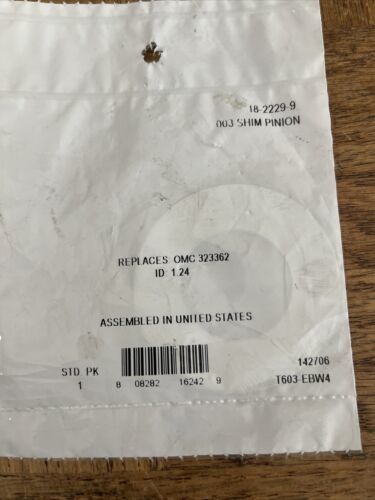 18-2229-9
003 SHIM PINION
REPLACES OMC 323362
ID: 1.24
ASSEMBLED IN UNITED STATES
STD PK
1
8 08282 16242 9
142706
T603-EBW4